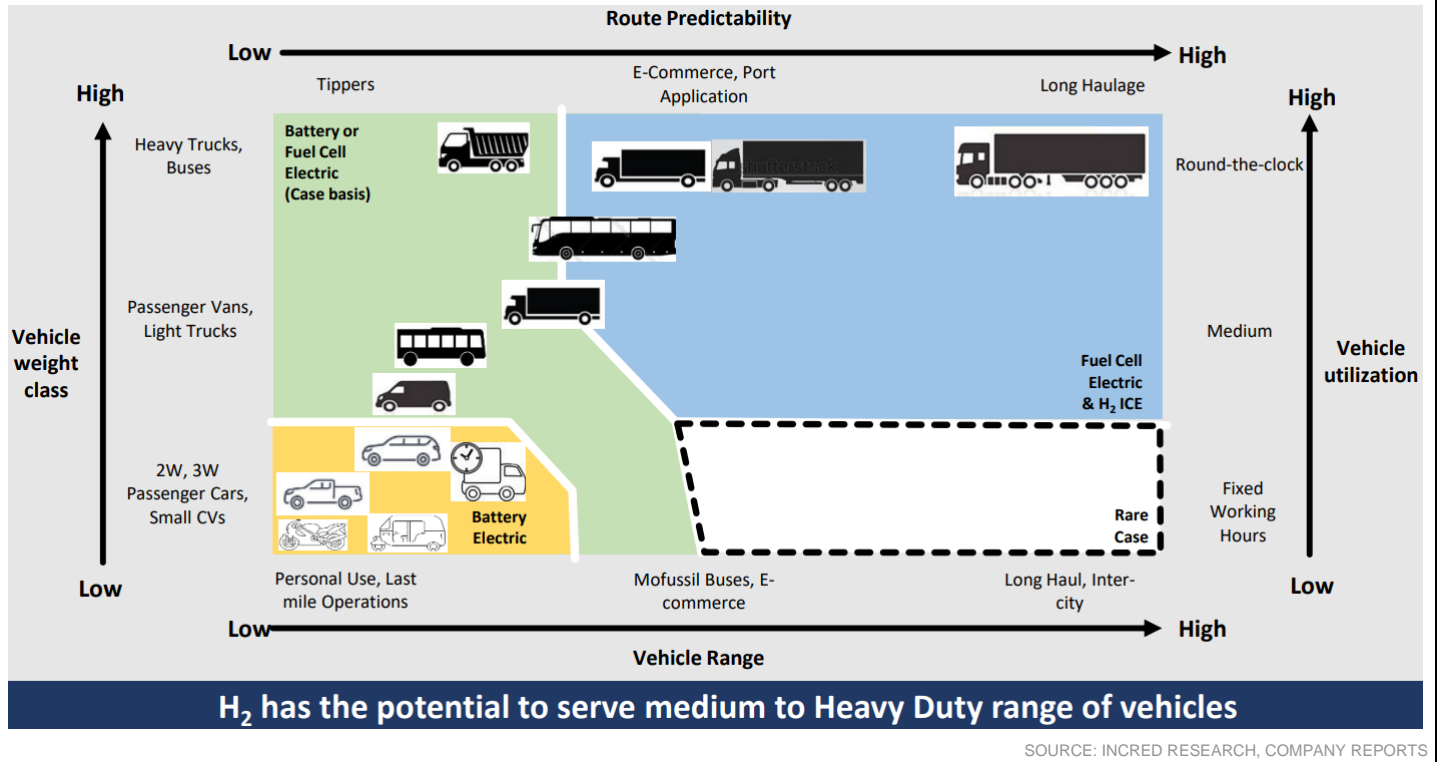 Route Predictability
Low
High
Tippers
E-Commerce, Port
Application
Long Haulage
High
High
Heavy Trucks,
Buses
Battery or
Fuel Cell
Electric
(Case basis)
shutterstock
Round-the-clock
Passenger Vans,
Light Trucks
Medium
Vehicle
weight
class
Vehicle
utilization
Fuel Cell
Electric
& H₂ ICE
2W, 3W
Passenger Cars,
Small CVs
Battery
Electric
Rare
Case
Fixed
Working
Hours
Low
Low
Personal Use, Last
mile Operations
Mofussil Buses, E-
commerce
Long Haul, Inter-
city
Low
High
Vehicle Range
H₂ has the potential to serve medium to Heavy Duty range of vehicles
SOURCE: INCRED RESEARCH, COMPANY REPORTS